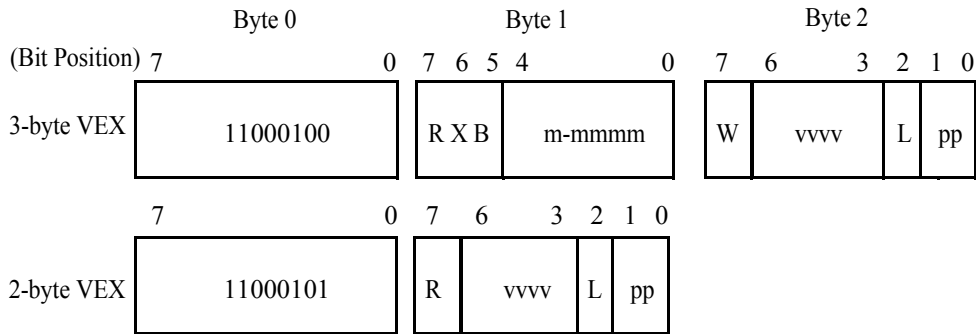 Byte 0 Byte 1 Byte 2
(Bit Position) 7 0 7 6 5 4 0 7 6 3 2 1 0
3-byte VEX 11000100 R X B m-mmmm W vvvv L pp
7 0 7 6 3 2 1 0
2-byte VEX 11000101 R vvvv L pp